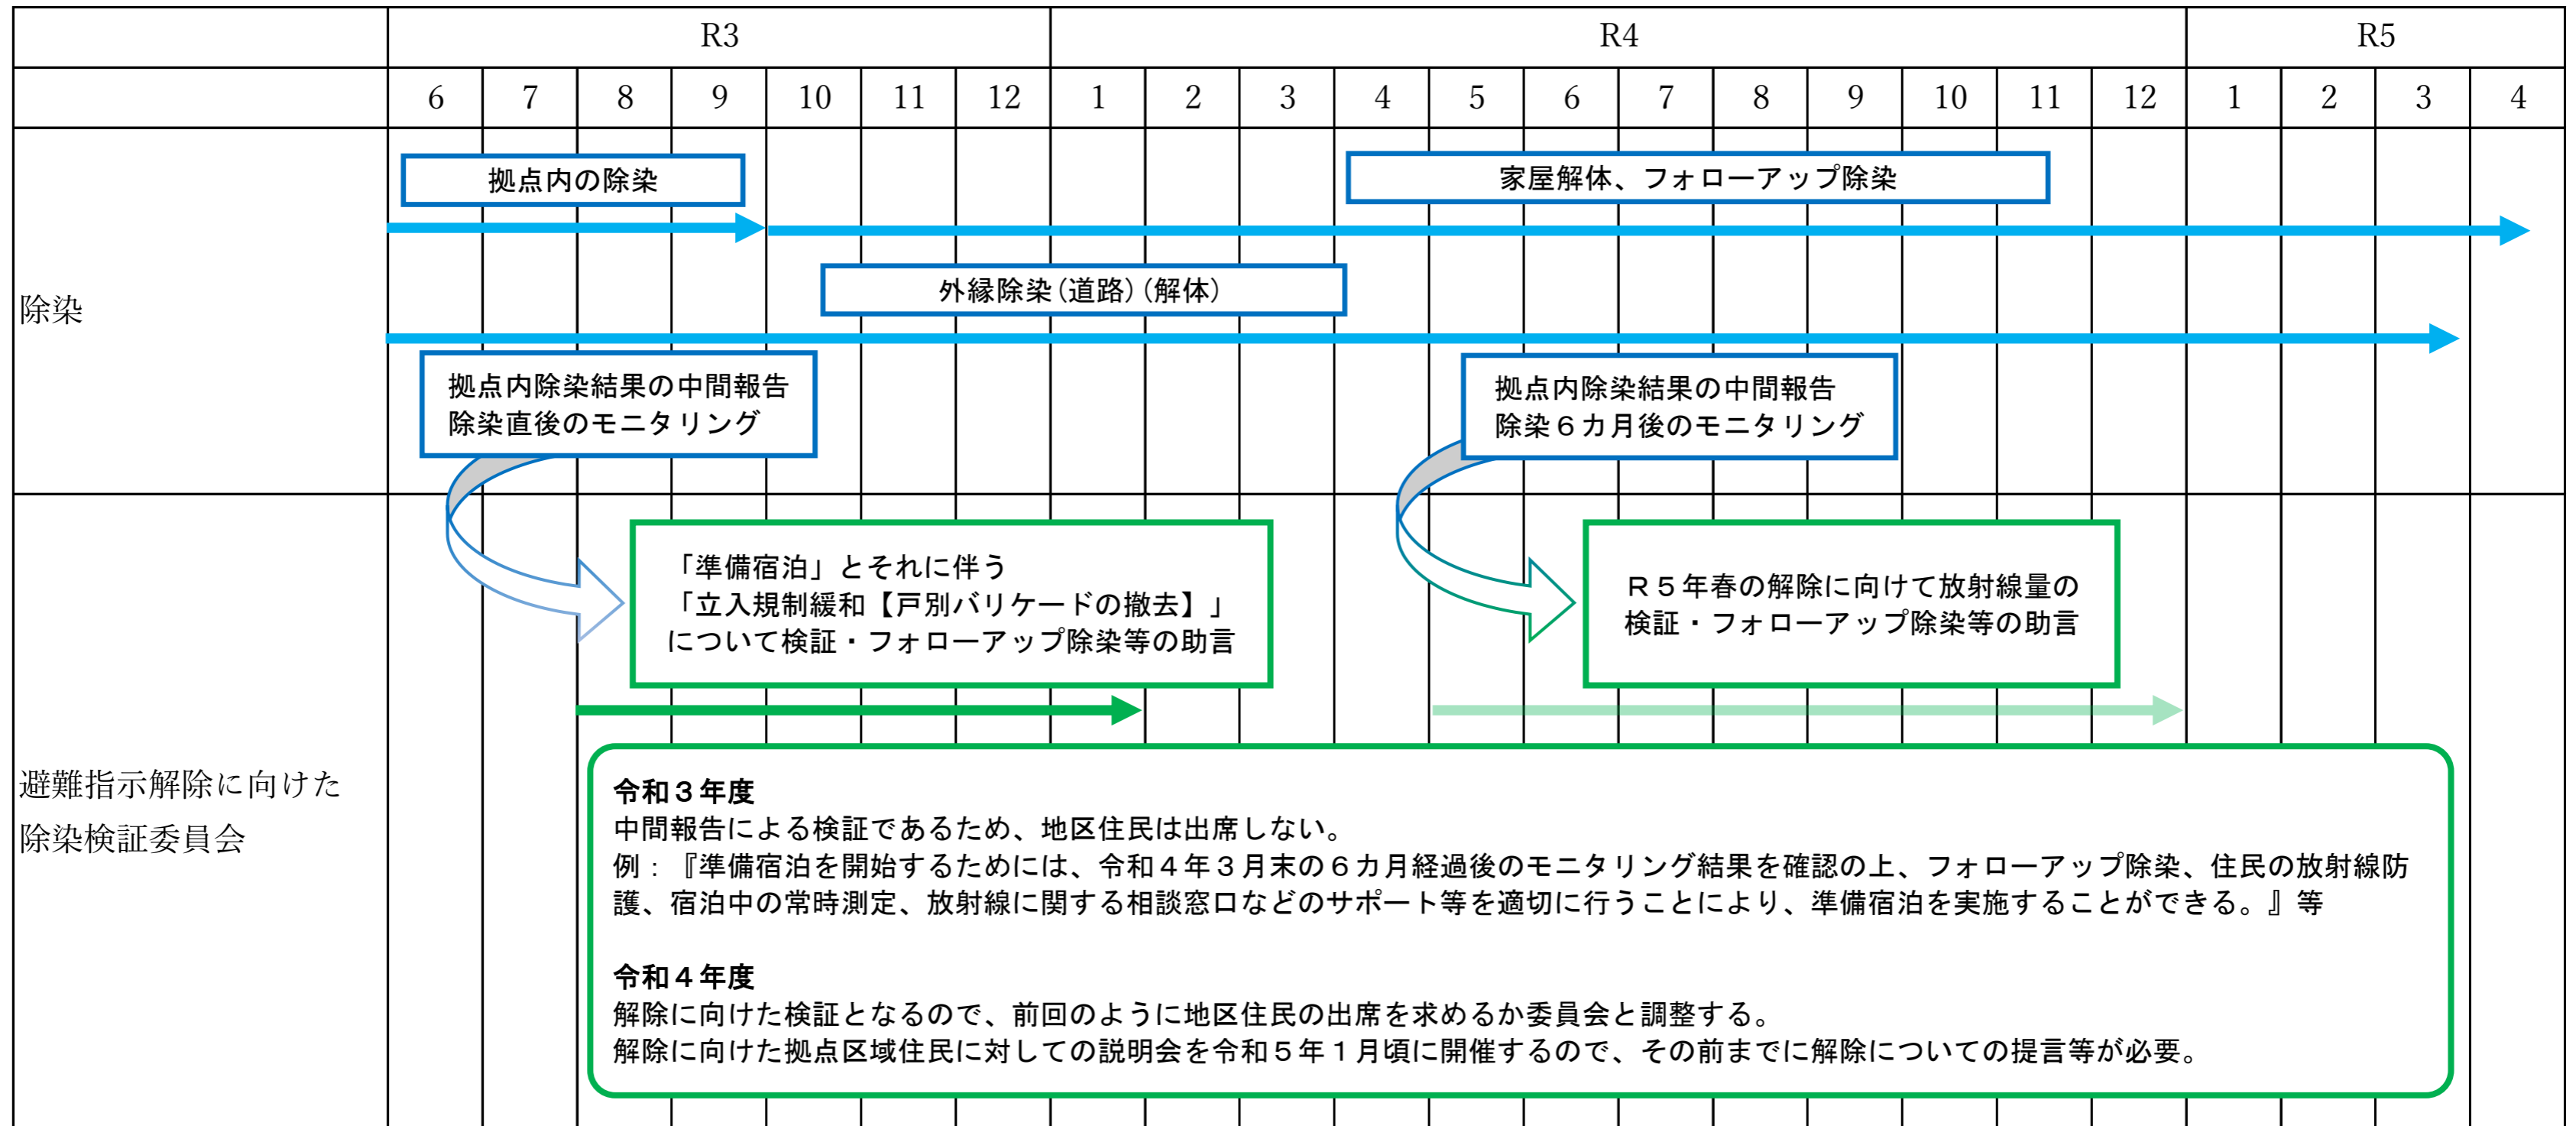 R3 R4 R5
6 7 8 9 10 11 12 1 2 3 4 5 6 7 8 9 10 11 12 1 2 3 4
除染
拠点内の除染
家屋解体、フォローアップ除染
外縁除染(道路)(解体)
拠点内除染結果の中間報告
除染直後のモニタリング
拠点内除染結果の中間報告
除染６カ月後のモニタリング
避難指示解除に向けた
除染検証委員会
「準備宿泊」とそれに伴う
「立入規制緩和【戸別バリケードの撤去】」
について検証・フォローアップ除染等の助言
Ｒ５年春の解除に向けて放射線量の
検証・フォローアップ除染等の助言
令和３年度
中間報告による検証であるため、地区住民は出席しない。
例：『準備宿泊を開始するためには、令和４年３月末の６カ月経過後のモニタリング結果を確認の上、フォローアップ除染、住民の放射線防
護、宿泊中の常時測定、放射線に関する相談窓口などのサポート等を適切に行うことにより、準備宿泊を実施することができる。』等
令和４年度
解除に向けた検証となるので、前回のように地区住民の出席を求めるか委員会と調整する。
解除に向けた拠点区域住民に対しての説明会を令和５年１月頃に開催するので、その前までに解除についての提言等が必要。